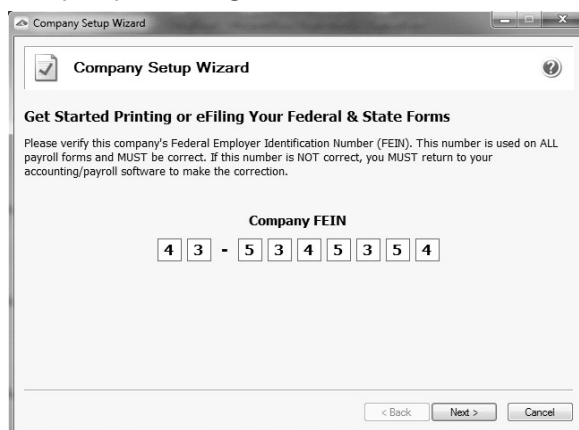 Company Setup Wizard
Company Setup Wizard
Get Started Printing or eFiling Your Federal & State Forms
Please verify this company's Federal Employer Identification Number (FEIN). This number is used on ALL
payroll forms and MUST be correct. If this number is NOT correct, you MUST return to your
accounting/payroll software to make the correction.
Company FEIN
4 3 - 5 3 4 5 3 5 4
< Back Next > Cancel